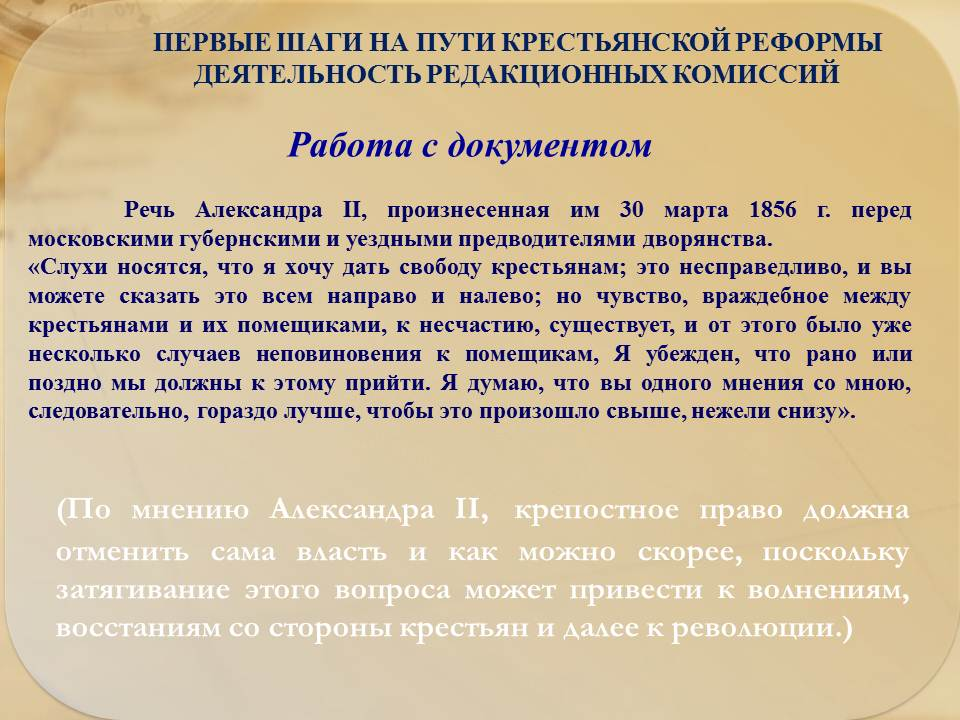 ПЕРВЫЕ ШАГИ НА ПУТИ КРЕСТЬЯНСКОЙ РЕФОРМЫ
ДЕЯТЕЛЬНОСТЬ РЕДАКЦИОННЫХ КОМИССИЙ
Работа с документом
Речь Александра II, произнесенная им 30 марта 1856 г. перед
московскими губернскими и уездными предводителями дворянства.
«Слухи носятся, что я хочу дать свободу крестьянам; это несправедливо, и вы
можете сказать это всем направо и налево; но чувство, враждебное между
крестьянами и их помещиками, к несчастию, существует, и от этого было уже
несколько случаев неповиновения к помещикам, Я убежден, что рано или
поздно мы должны к этому прийти. Я думаю, что вы одного мнения со мною,
следовательно, гораздо лучше, чтобы это произошло свыше, нежели снизу».
(По мнению Александра II, крепостное право должна
отменить сама власть и как можно скорее, поскольку
затягивание этого вопроса может привести к волнениям,
восстаниям со стороны крестьян и далее к революции.)